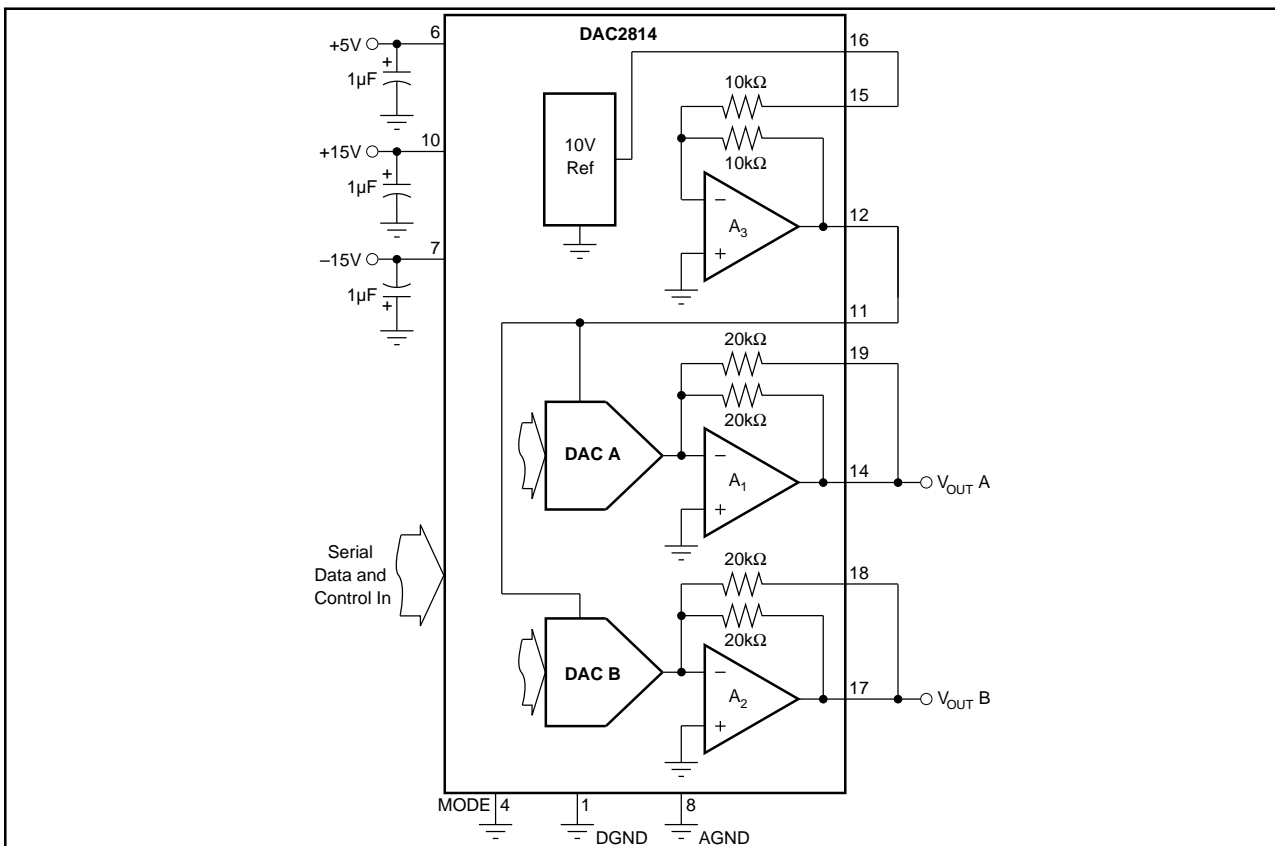 DAC2814
6
+5V
+
1µF
16
10kΩ
15
10kΩ
10V
Ref
10
+15V
+
1µF
−
A3
+
12
7
–15V
1µF
+
11
20kΩ
19
20kΩ
DAC A
−
A1
+
14
VOUT A
Serial
Data and
Control In
20kΩ
18
20kΩ
DAC B
−
A2
+
17
VOUT B
MODE 4
1
8
DGND
AGND